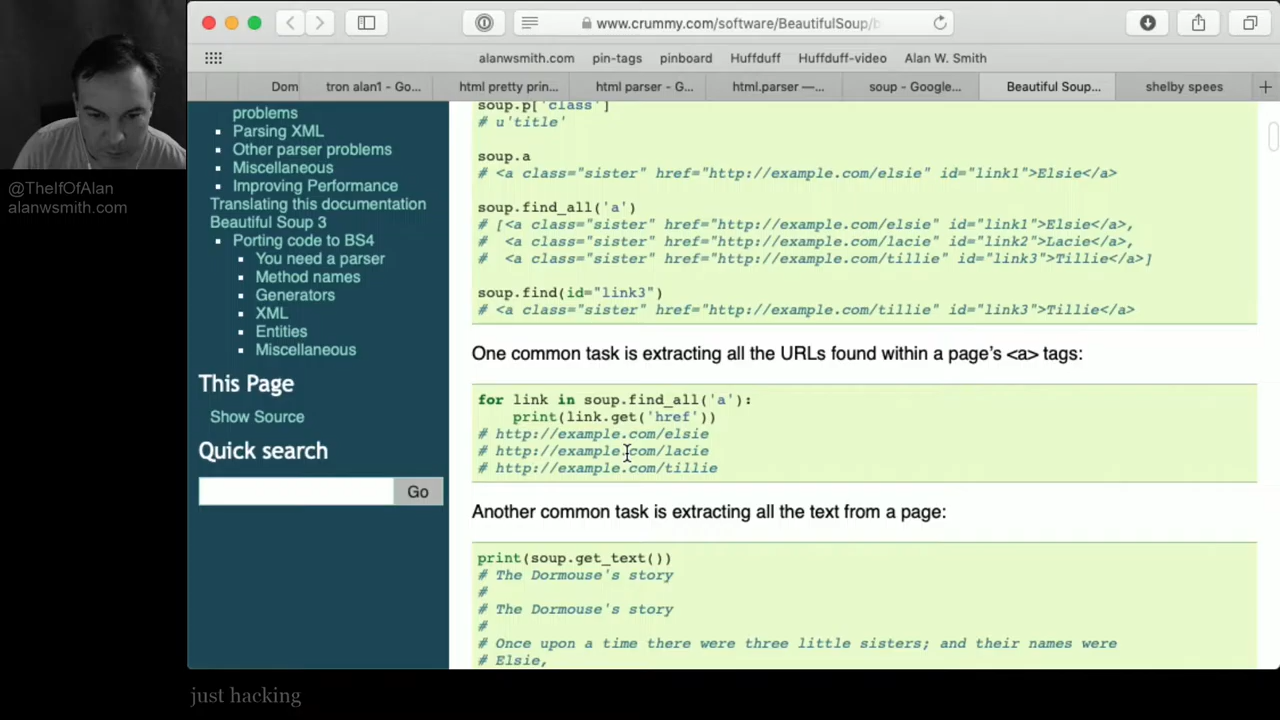 www.crummy.com/software/BeautifulSoup/b
alanwsmith.com pin-tags pinboard Huffduff Huffduff-video Alan W. Smith
Dom tron alan1 - Go... html pretty prin... html parser - G... html.parser —... soup - Google... Beautiful Soup... shelby spees
problems
Parsing XML
Other parser problems
Miscellaneous
Improving Performance
Translating this documentation
Beautiful Soup 3
Porting code to BS4
You need a parser
Method names
Generators
XML
Entities
Miscellaneous
This Page
Show Source
Quick search
Go
soup.p['class']
# u'title'
soup.a
# <a class="sister" href="http://example.com/elsie" id="link1">Elsie</a>
soup.find_all('a')
# [<a class="sister" href="http://example.com/elsie" id="link1">Elsie</a>,
#  <a class="sister" href="http://example.com/lacie" id="link2">Lacie</a>,
#  <a class="sister" href="http://example.com/tillie" id="link3">Tillie</a>]
soup.find(id="link3")
# <a class="sister" href="http://example.com/tillie" id="link3">Tillie</a>
One common task is extracting all the URLs found within a page’s <a> tags:
for link in soup.find_all('a'):
    print(link.get('href'))
# http://example.com/elsie
# http://example.com/lacie
# http://example.com/tillie
Another common task is extracting all the text from a page:
print(soup.get_text())
# The Dormouse's story
#
# The Dormouse's story
#
# Once upon a time there were three little sisters; and their names were
# Elsie,
@TheIfOfAlan
alanwsmith.com
just hacking